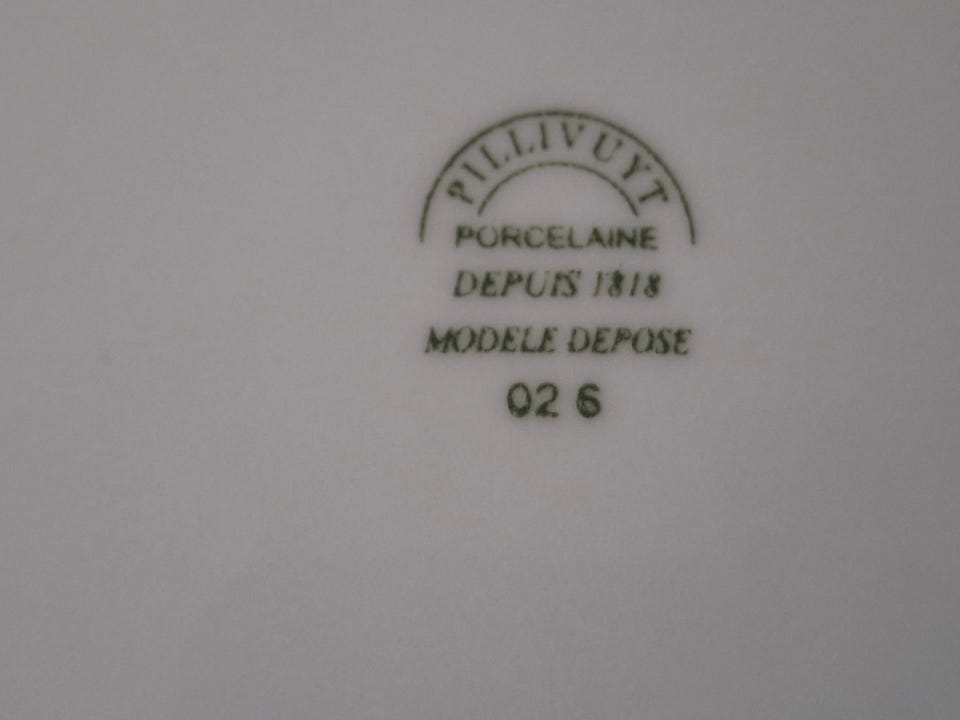 PILLIVUYT
PORCELAINE
DEPUIS 1818
MODELE DEPOSE
02 6